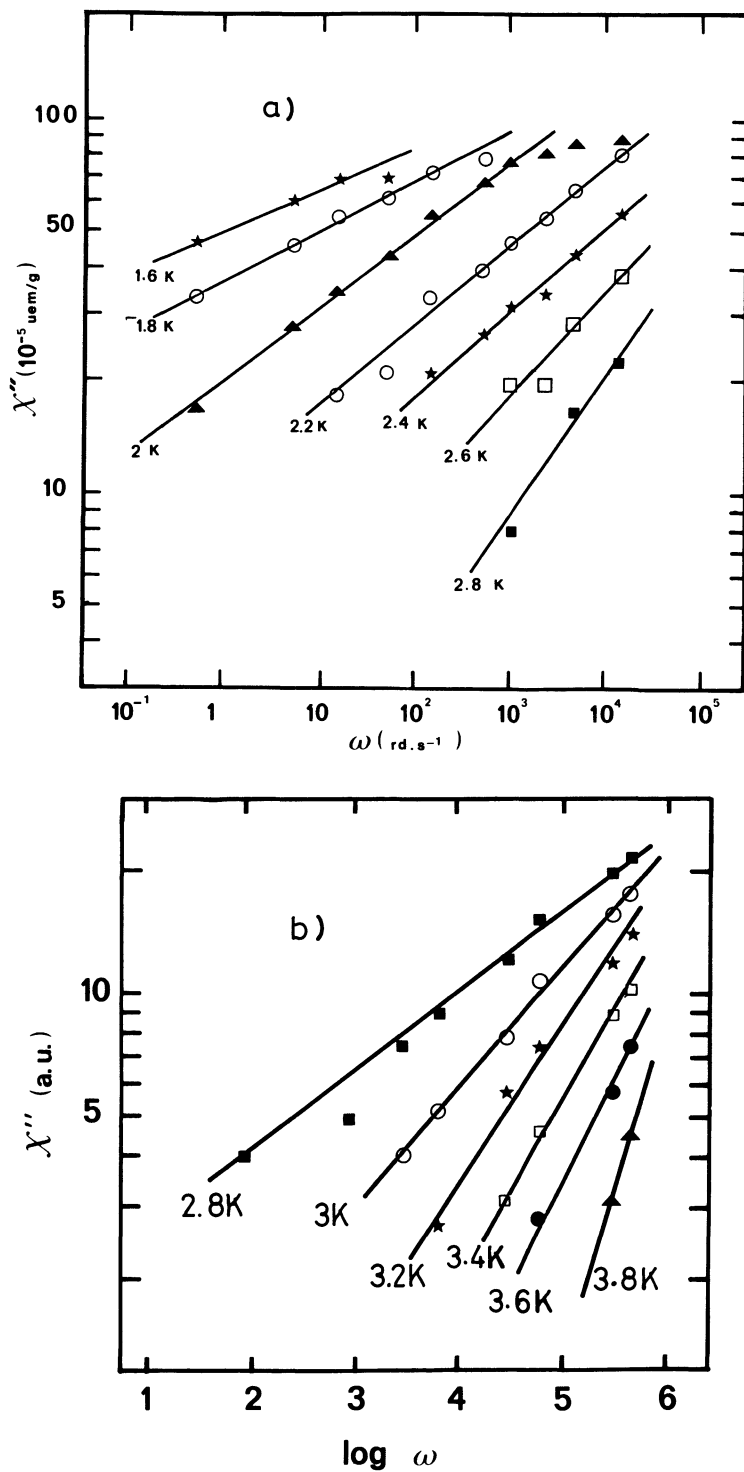 a)
100
50
10
5
χ″ (10⁻⁵ uem/g)
1.6 K
1.8 K
2 K
2.2 K
2.4 K
2.6 K
2.8 K
10⁻¹ 1 10 10² 10³ 10⁴ 10⁵
ω ( rd.s⁻¹ )
b)
10
5
χ″ (a.u.)
2.8K
3K
3.2K
3.4K
3.6K
3.8K
1 2 3 4 5 6
log ω